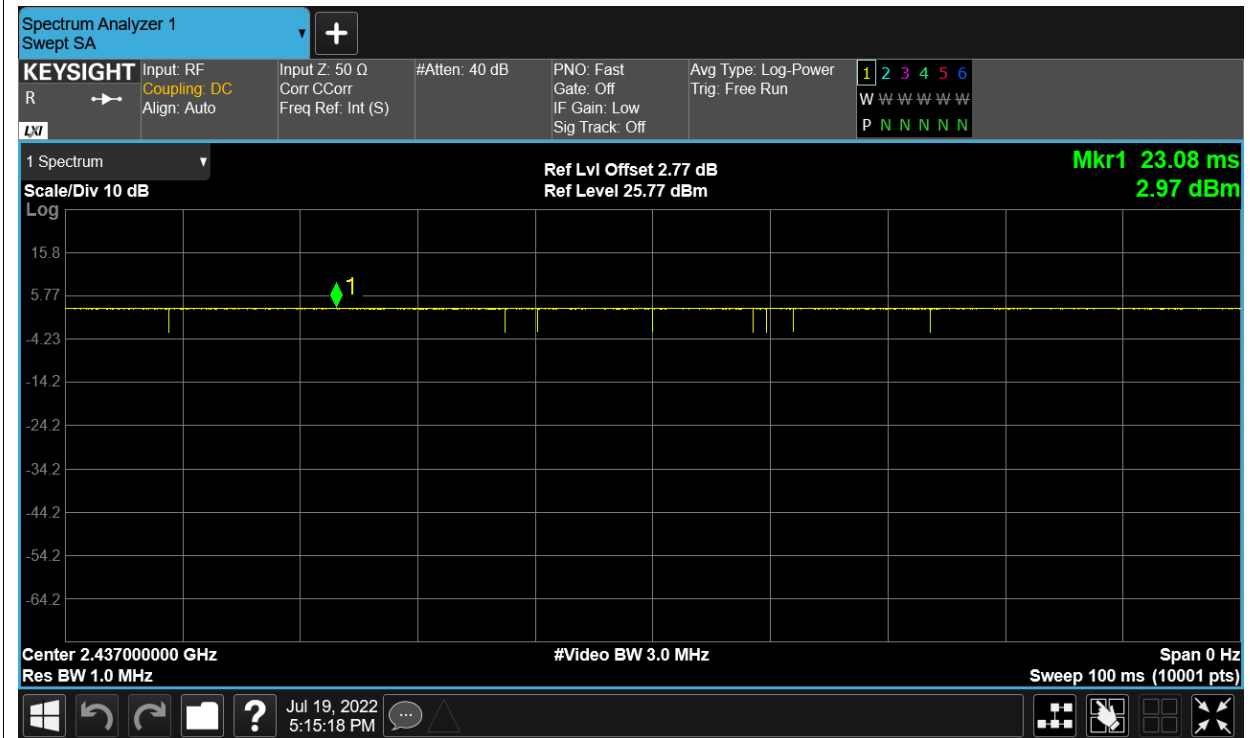 Spectrum Analyzer 1
Swept SA
KEYSIGHT
R
LXI
Input: RF
Coupling: DC
Align: Auto
Input Z: 50 Ω
Corr CCorr
Freq Ref: Int (S)
#Atten: 40 dB
PNO: Fast
Gate: Off
IF Gain: Low
Sig Track: Off
Avg Type: Log-Power
Trig: Free Run
1 2 3 4 5 6
W W W W W W
P N N N N N
1 Spectrum
Scale/Div 10 dB
Ref Lvl Offset 2.77 dB
Ref Level 25.77 dBm
Mkr1 23.08 ms
2.97 dBm
Log
15.8
5.77
-4.23
-14.2
-24.2
-34.2
-44.2
-54.2
-64.2
1
Center 2.437000000 GHz
Res BW 1.0 MHz
#Video BW 3.0 MHz
Span 0 Hz
Sweep 100 ms (10001 pts)
?
Jul 19, 2022
5:15:18 PM